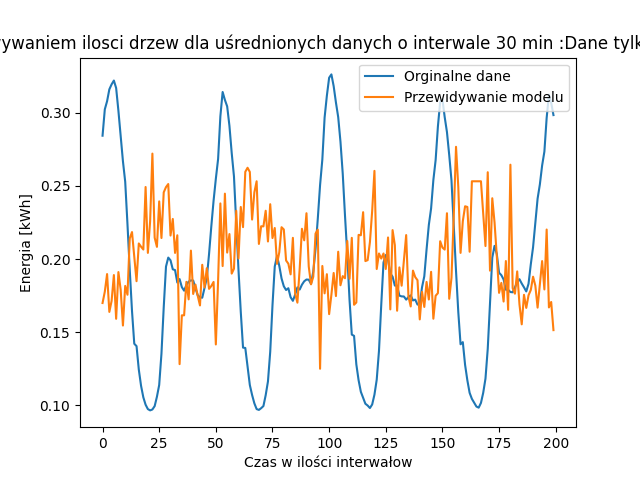 ywaniem ilosci drzew dla uśrednionych danych o interwale 30 min :Dane tylk
Orginalne dane
Przewidywanie modelu
Energia [kWh]
0.30
0.25
0.20
0.15
0.10
0 25 50 75 100 125 150 175 200
Czas w ilości interwałow